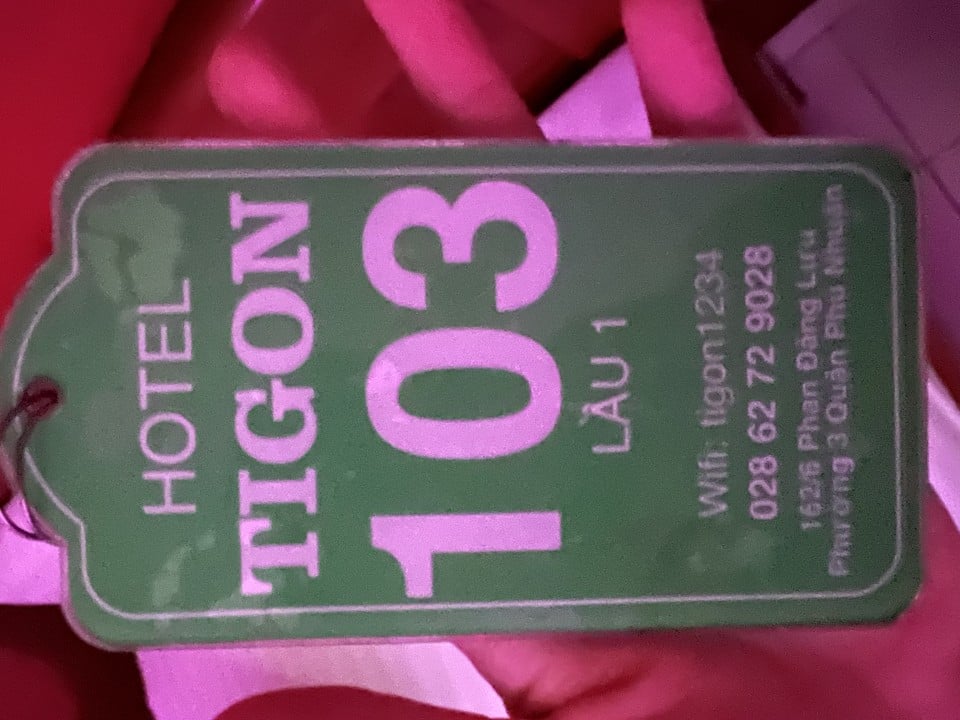 HOTEL
TIGON
103
LẦU 1
Wifi: tigon1234
028 62 72 9028
162/6 Phan Đăng Lưu
Phường 3 Quận Phú Nhuận